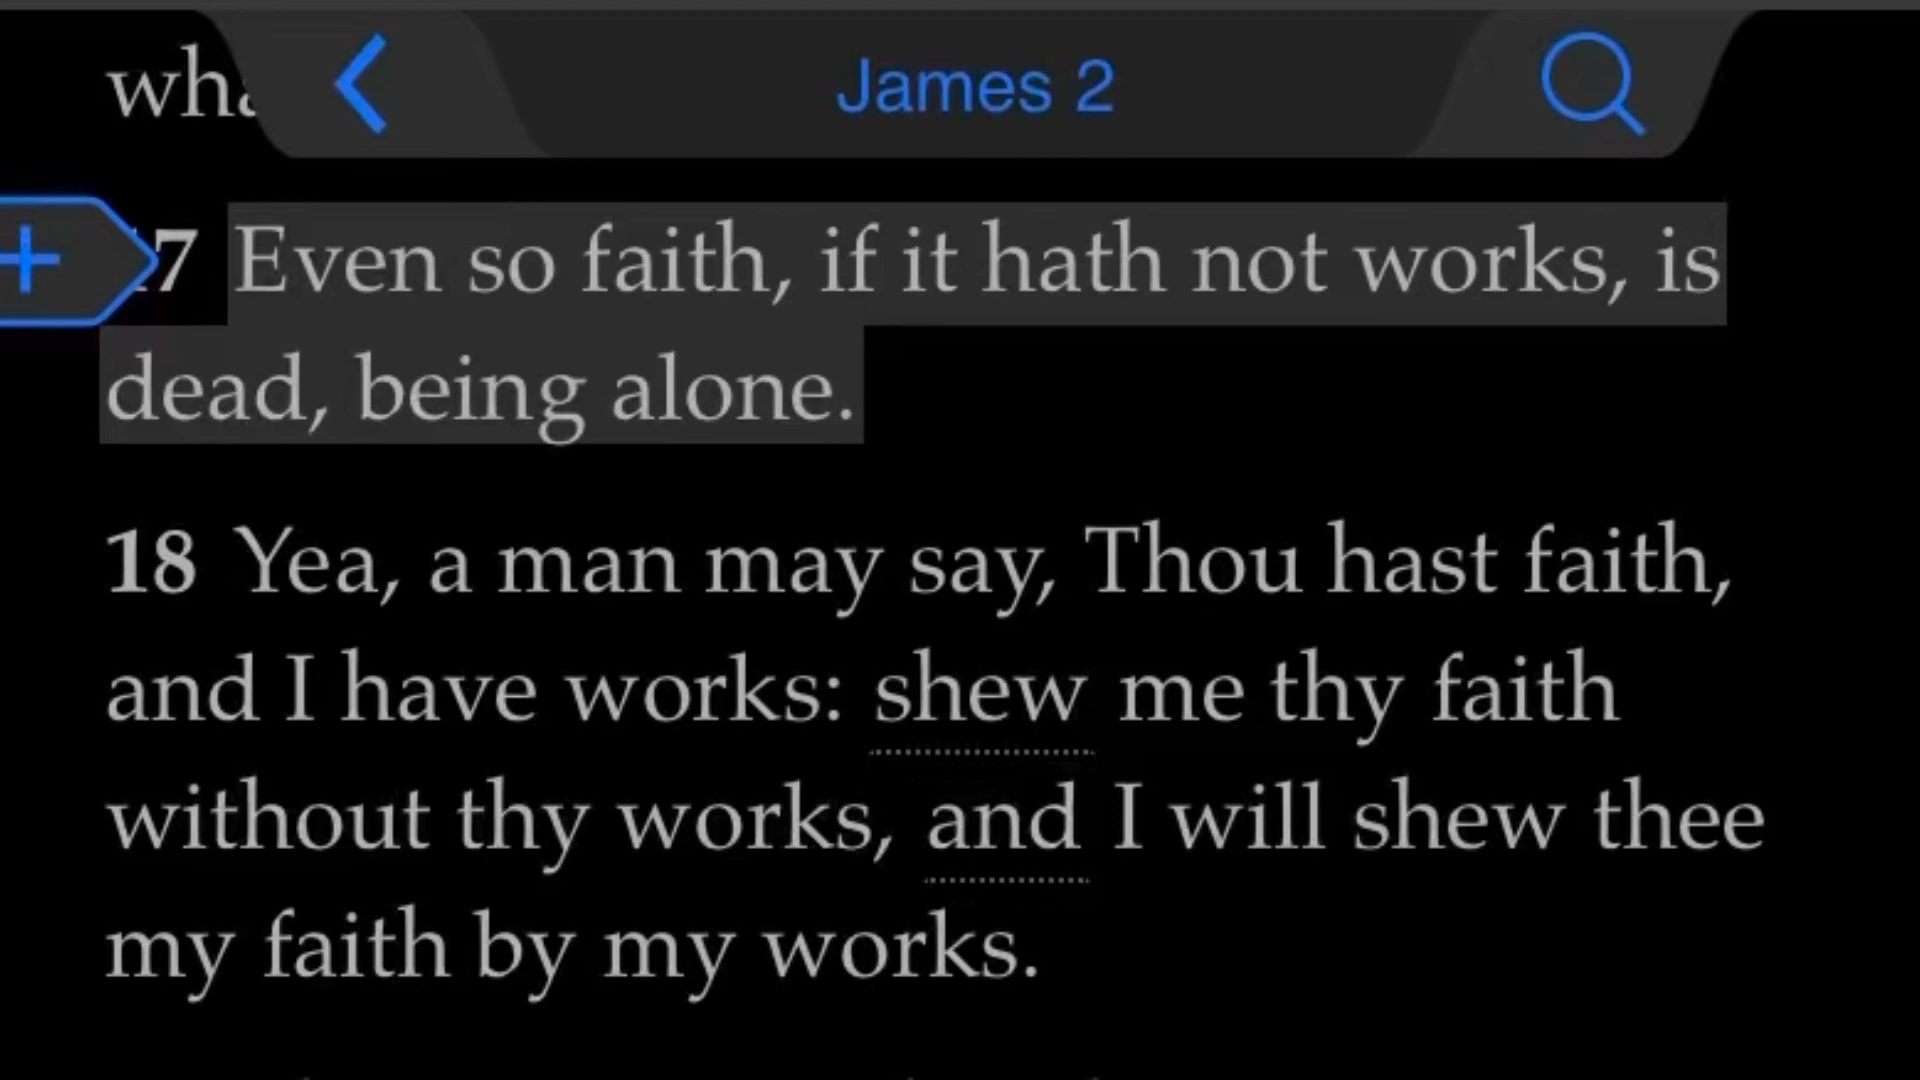 James 2
7 Even so faith, if it hath not works, is
dead, being alone.
18 Yea, a man may say, Thou hast faith,
and I have works: shew me thy faith
without thy works, and I will shew thee
my faith by my works.